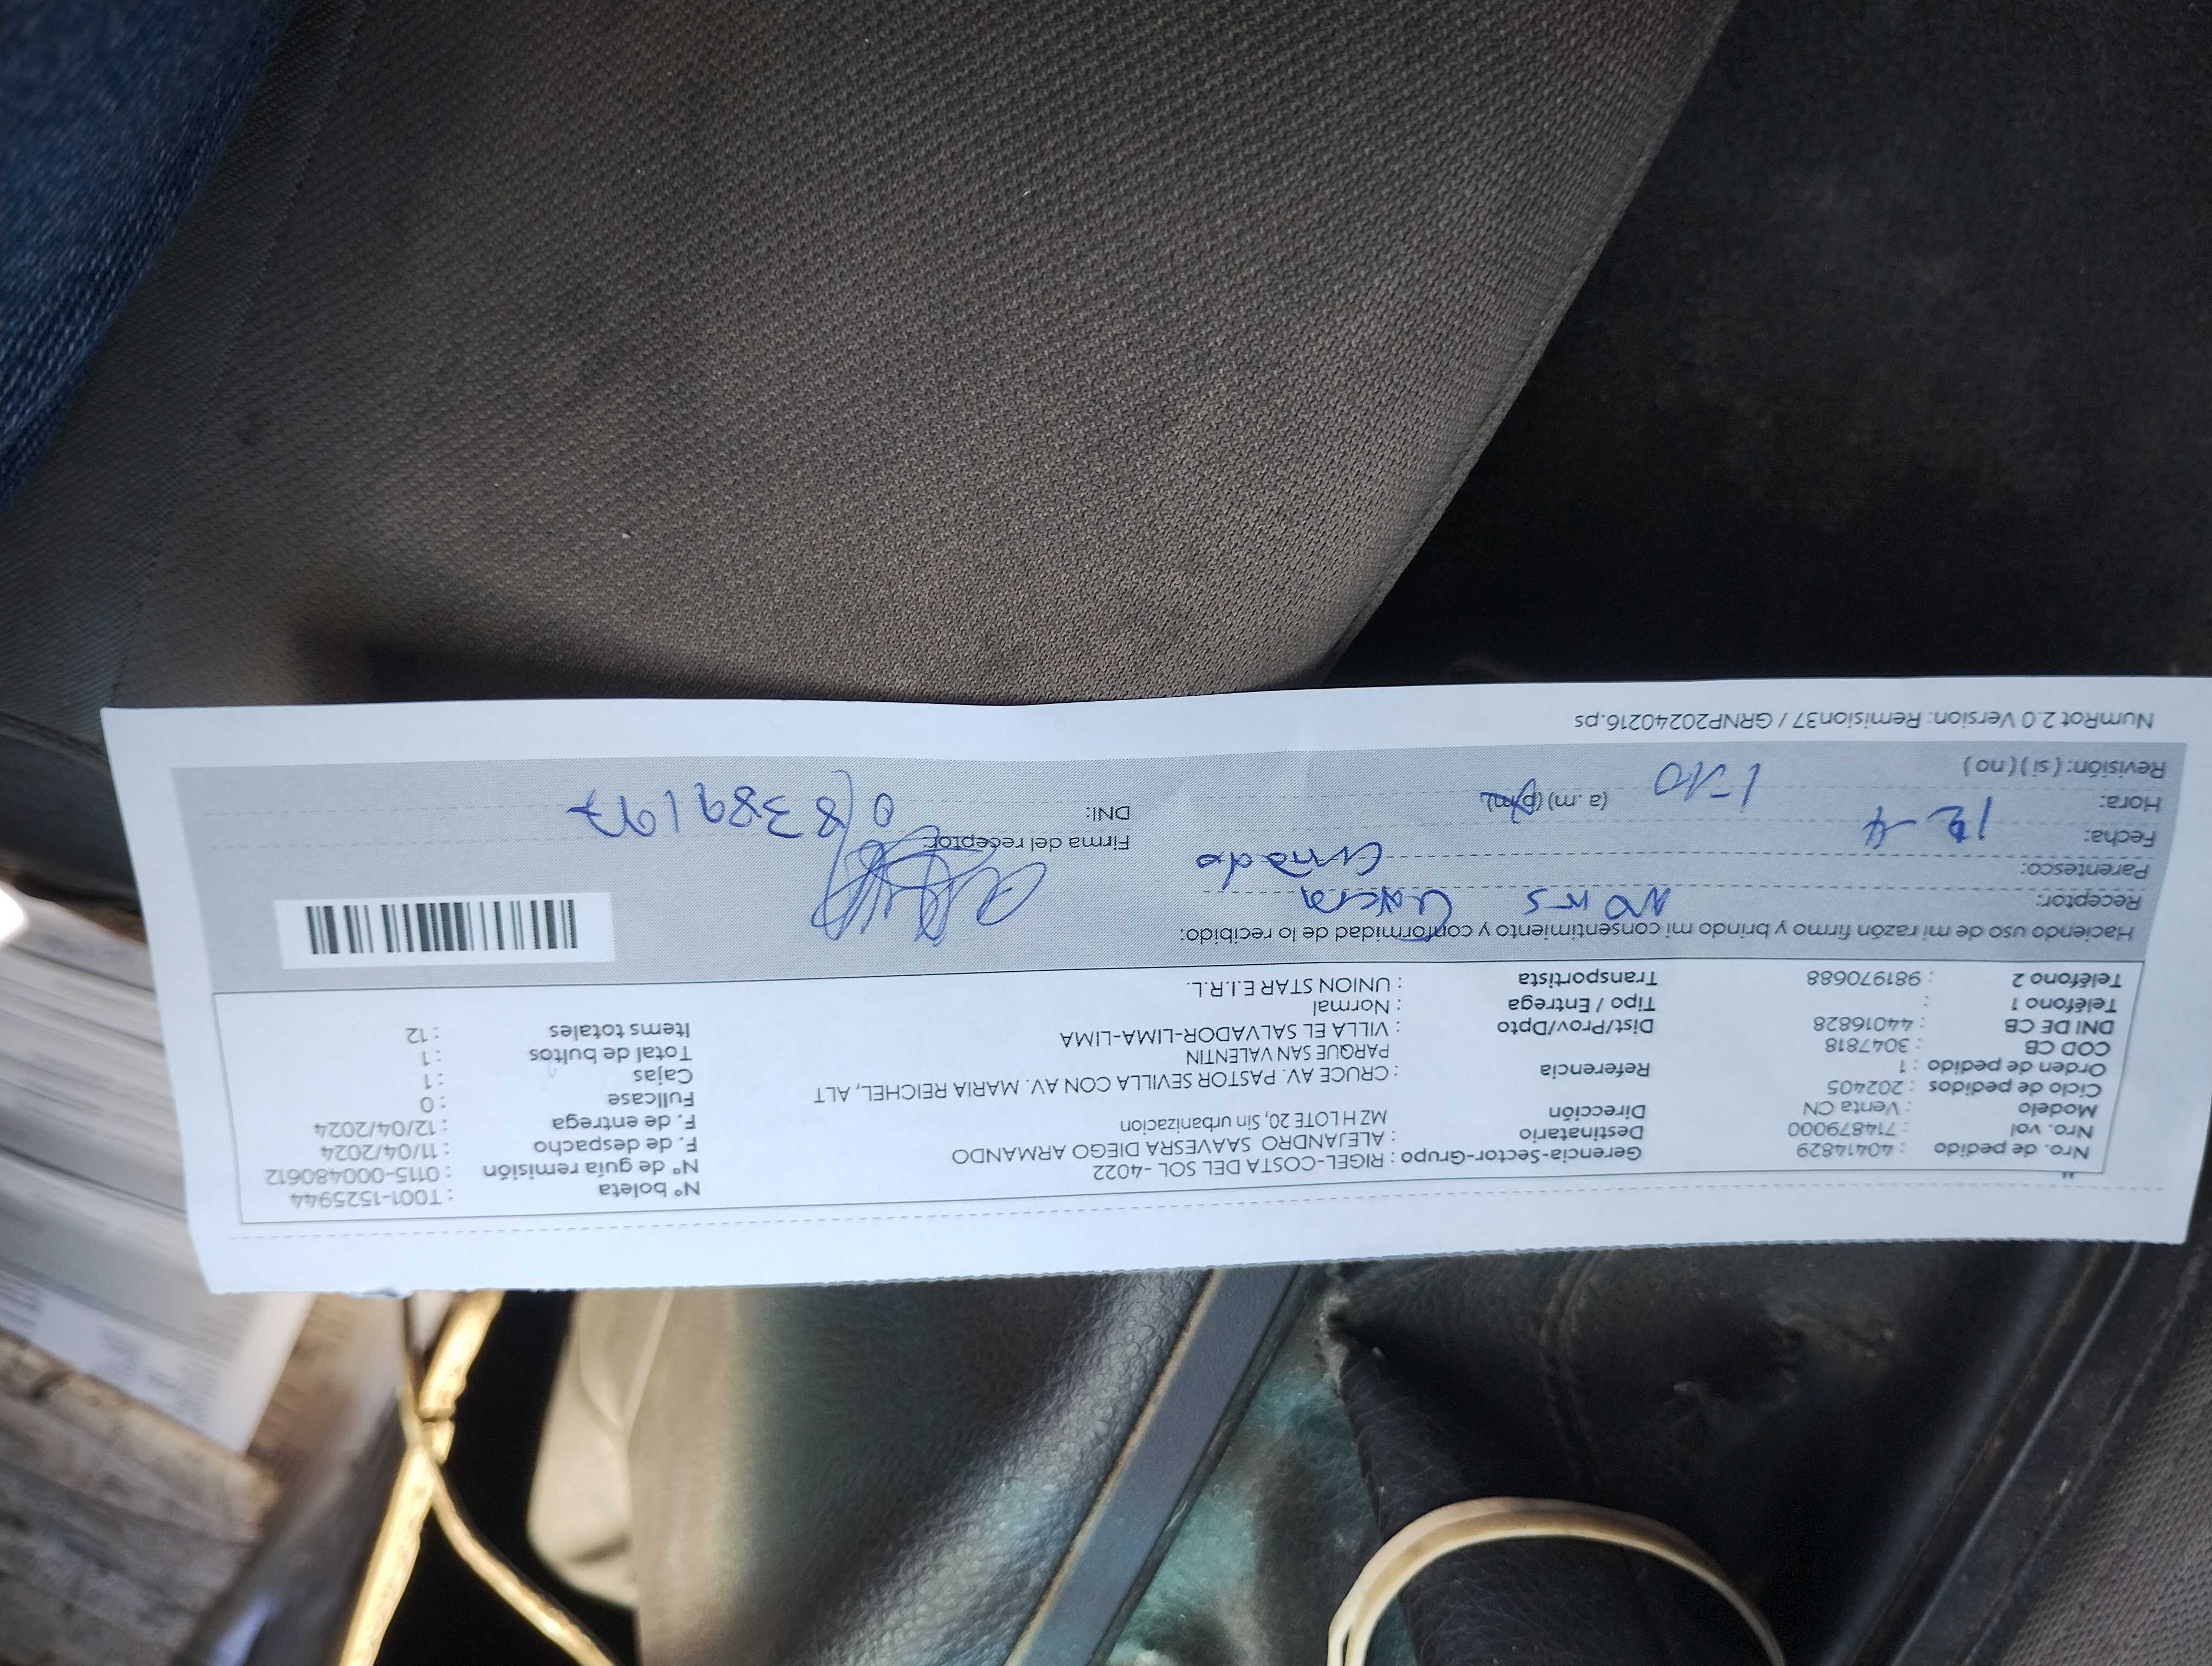 Nº boleta : T001-1525944
Nro. de pedido : 40414829 Gerencia-Sector-Grupo : RIGEL-COSTA DEL SOL -4022 Nº de guía remisión : 0115-000480612
Nro. vol : 714879000 Destinatario : ALEJANDRO SAAVESRA DIEGO ARMANDO F. de despacho : 11/04/2024
Modelo : Venta CN Dirección MZ H LOTE 20, Sin urbanizacion F. de entrega : 12/04/2024
Ciclo de pedidos : 202405 Fullcase : 0
Orden de pedido : 1 Referencia : CRUCE AV. PASTOR SEVILLA CON AV. MARIA REICHEL, ALT Cajas : 1
COD CB : 3047818 PARQUE SAN VALENTIN Total de bultos : 1
DNI DE CB : 44016828 Dist/Prov/Dpto : VILLA EL SALVADOR-LIMA-LIMA Items totales : 12
Teléfono 1 : Tipo / Entrega : Normal
Teléfono 2 : 981970688 Transportista : UNION STAR E.I.R.L.
Haciendo uso de mi razón firmo y brindo mi consentimiento y conformidad de lo recibido:
Receptor:
Parentesco:
Fecha: 12-4 Firma del receptor:
Hora: 1-10 (a. m) (p/m) DNI:
Revisión: ( si ) ( no )
NumRot 2.0 Version: Remision37 / GRNP20240216.ps